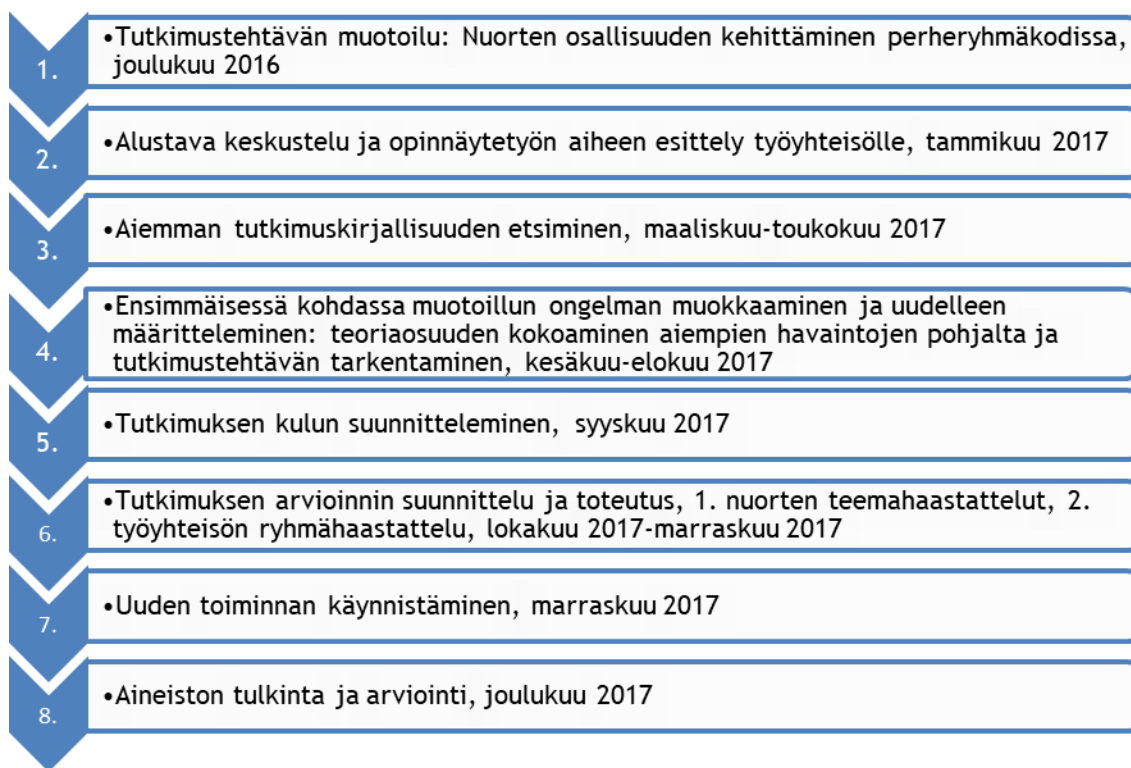 1.
•Tutkimustehtävän muotoilu: Nuorten osallisuuden kehittäminen perheryhmäkodissa,
joulukuu 2016
2.
•Alustava keskustelu ja opinnäytetyön aiheen esittely työyhteisölle, tammikuu 2017
3.
•Aiemman tutkimuskirjallisuuden etsiminen, maaliskuu-toukokuu 2017
4.
•Ensimmäisessä kohdassa muotoillun ongelman muokkaaminen ja uudelleen
määritteleminen: teoriaosuuden kokoaminen aiempien havaintojen pohjalta ja
tutkimustehtävän tarkentaminen, kesäkuu-elokuu 2017
5.
•Tutkimuksen kulun suunnitteleminen, syyskuu 2017
6.
•Tutkimuksen arvioinnin suunnittelu ja toteutus, 1. nuorten teemahaastattelut, 2.
työyhteisön ryhmähaastattelu, lokakuu 2017-marraskuu 2017
7.
•Uuden toiminnan käynnistäminen, marraskuu 2017
8.
•Aineiston tulkinta ja arviointi, joulukuu 2017